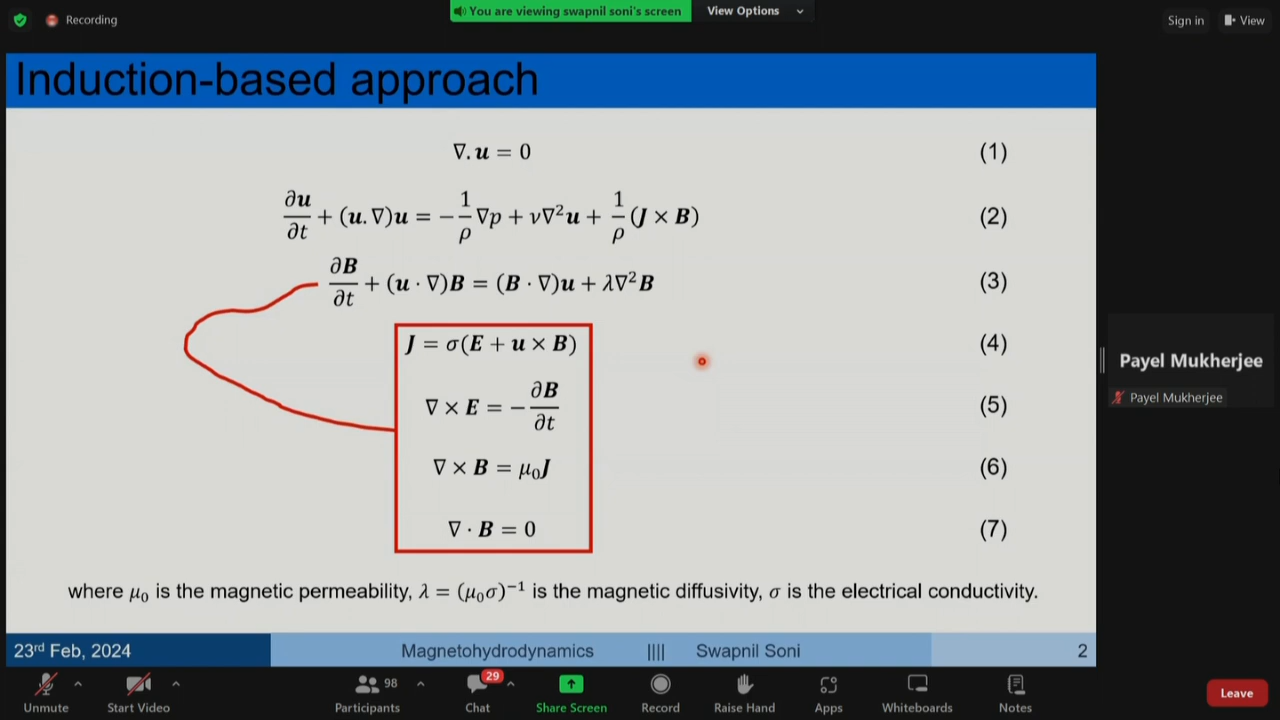 Recording
You are viewing swapnil soni's screen
View Options
Sign in
View
Induction-based approach
∇. u = 0 (1)
∂u/∂t + (u. ∇)u = −1/ρ ∇p + ν∇²u + 1/ρ (J × B) (2)
∂B/∂t + (u · ∇)B = (B · ∇)u + λ∇²B (3)
J = σ(E + u × B) (4)
∇ × E = −∂B/∂t (5)
∇ × B = μ₀J (6)
∇ · B = 0 (7)
where μ₀ is the magnetic permeability, λ = (μ₀σ)⁻¹ is the magnetic diffusivity, σ is the electrical conductivity.
23rd Feb, 2024 Magnetohydrodynamics |||| Swapnil Soni 2
Payel Mukherjee
Payel Mukherjee
98
29
Unmute
Start Video
Participants
Chat
Share Screen
Record
Raise Hand
Apps
Whiteboards
Notes
Leave